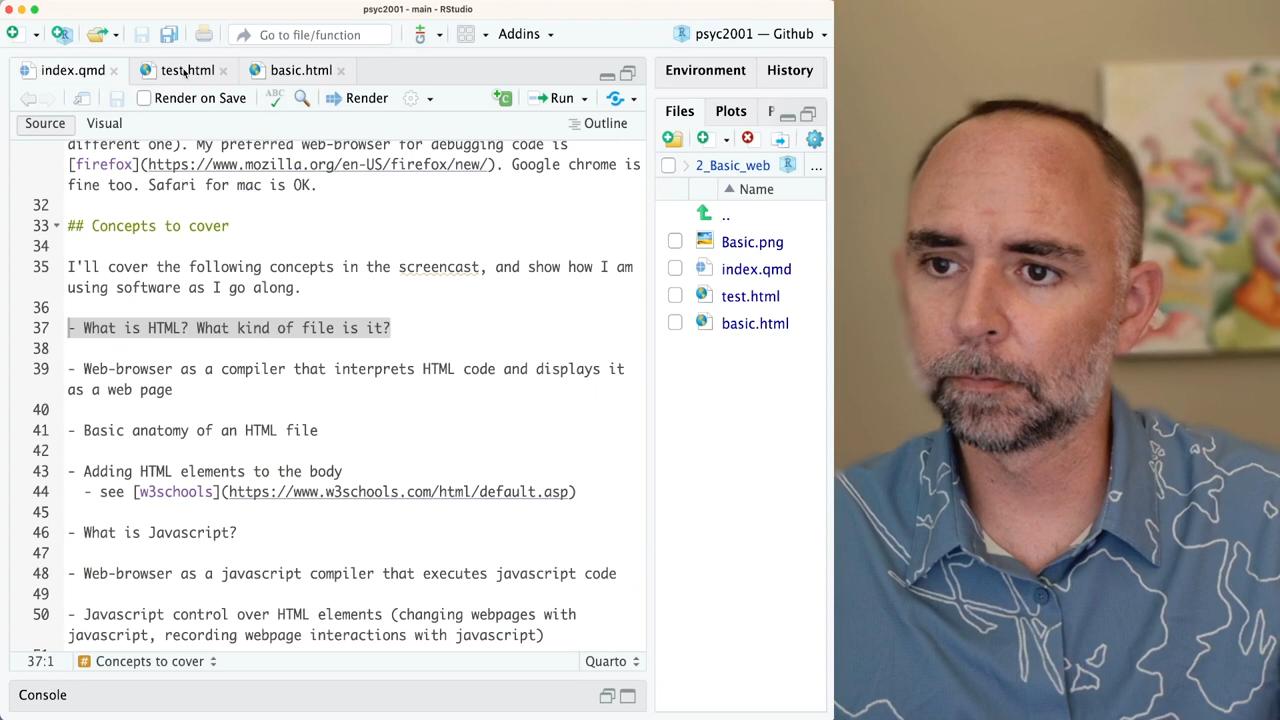 psyc2001 - main - RStudio
Go to file/function
Addins
psyc2001 — Github
index.qmd
test.html
basic.html
Environment
History
Render on Save
ABC
Render
Run
Files
Plots
P
Source
Visual
Outline
2_Basic_web
...
Name
..
Basic.png
index.qmd
test.html
basic.html
different one). My preferred web-browser for debugging code is
[firefox](https://www.mozilla.org/en-US/firefox/new/). Google chrome is
fine too. Safari for mac is OK.
32
33 ## Concepts to cover
34
35 I'll cover the following concepts in the screencast, and show how I am
using software as I go along.
36
37 - What is HTML? What kind of file is it?
38
39 - Web-browser as a compiler that interprets HTML code and displays it
as a web page
40
41 - Basic anatomy of an HTML file
42
43 - Adding HTML elements to the body
44 - see [w3schools](https://www.w3schools.com/html/default.asp)
45
46 - What is Javascript?
47
48 - Web-browser as a javascript compiler that executes javascript code
49
50 - Javascript control over HTML elements (changing webpages with
javascript, recording webpage interactions with javascript)
37:1
# Concepts to cover
Quarto
Console